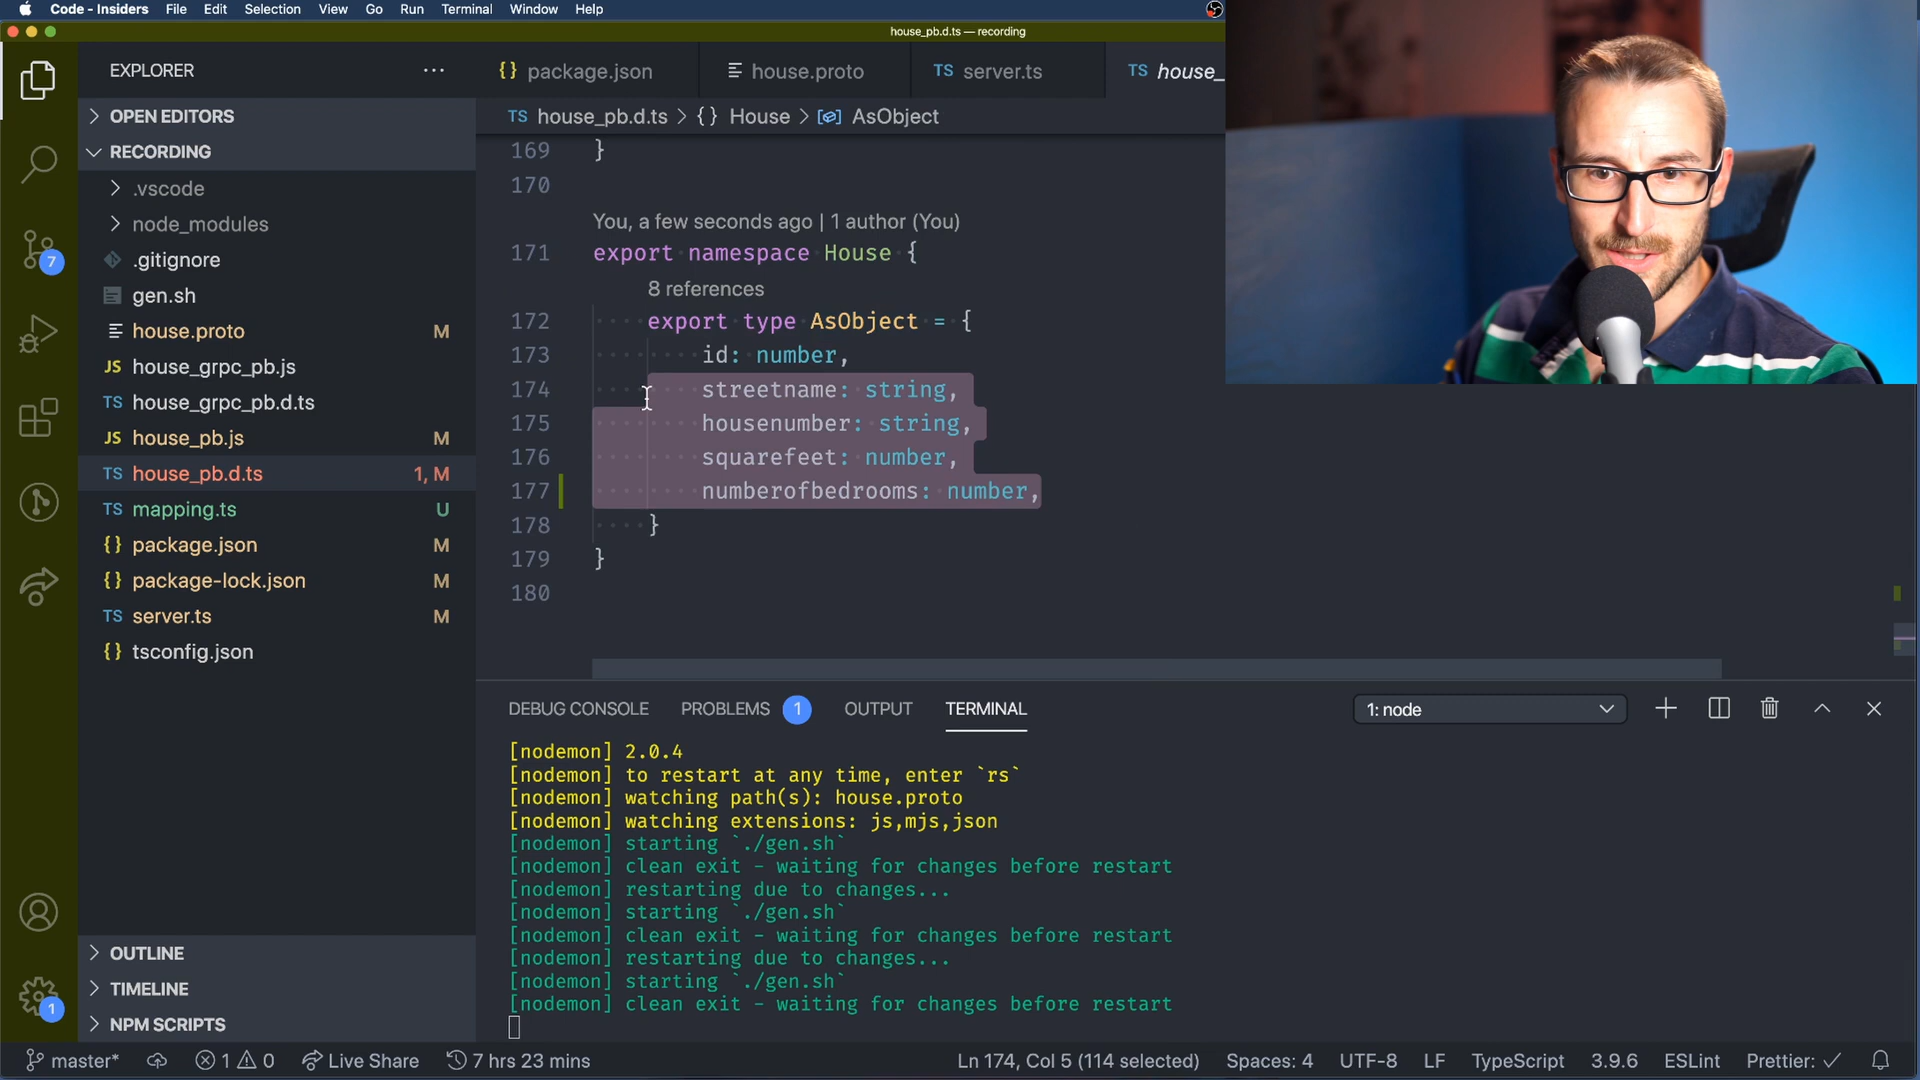 Code - Insiders File Edit Selection View Go Run Terminal Window Help
house_pb.d.ts — recording
EXPLORER
{} package.json
house.proto
TS server.ts
TS house_
OPEN EDITORS
TS house_pb.d.ts > {} House > AsObject
RECORDING
.vscode
node_modules
.gitignore
gen.sh
house.proto M
JS house_grpc_pb.js
TS house_grpc_pb.d.ts
JS house_pb.js M
TS house_pb.d.ts 1, M
TS mapping.ts U
{} package.json M
{} package-lock.json M
TS server.ts M
{} tsconfig.json
OUTLINE
TIMELINE
NPM SCRIPTS
7
1
169 }
170
You, a few seconds ago | 1 author (You)
171 export namespace House {
8 references
172 export type AsObject = {
173 id: number,
174 streetname: string,
175 housenumber: string,
176 squarefeet: number,
177 numberofbedrooms: number,
178 }
179 }
180
DEBUG CONSOLE PROBLEMS 1 OUTPUT TERMINAL 1: node
[nodemon] 2.0.4
[nodemon] to restart at any time, enter `rs`
[nodemon] watching path(s): house.proto
[nodemon] watching extensions: js,mjs,json
[nodemon] starting `./gen.sh`
[nodemon] clean exit - waiting for changes before restart
[nodemon] restarting due to changes...
[nodemon] starting `./gen.sh`
[nodemon] clean exit - waiting for changes before restart
[nodemon] restarting due to changes...
[nodemon] starting `./gen.sh`
[nodemon] clean exit - waiting for changes before restart
master* 1 0 Live Share 7 hrs 23 mins Ln 174, Col 5 (114 selected) Spaces: 4 UTF-8 LF TypeScript 3.9.6 ESLint Prettier: ✓